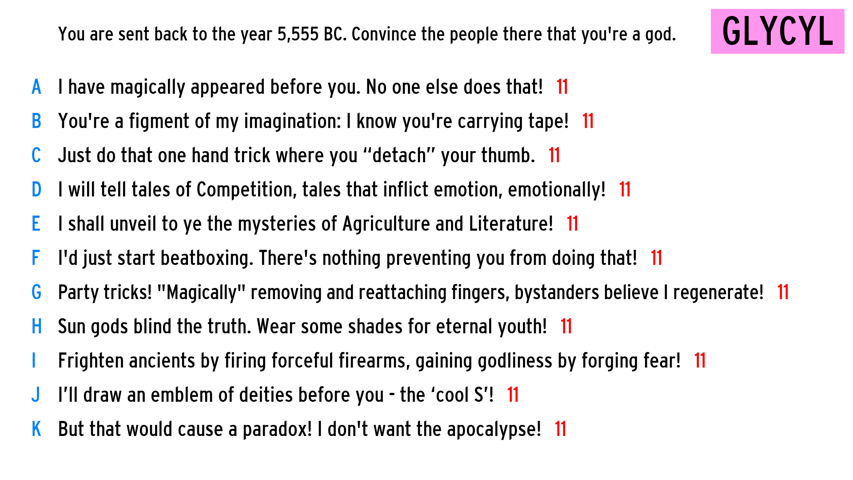 You are sent back to the year 5,555 BC. Convince the people there that you're a god.
GLYCYL
A I have magically appeared before you. No one else does that! 11
B You're a figment of my imagination: I know you're carrying tape! 11
C Just do that one hand trick where you “detach” your thumb. 11
D I will tell tales of Competition, tales that inflict emotion, emotionally! 11
E I shall unveil to ye the mysteries of Agriculture and Literature! 11
F I'd just start beatboxing. There's nothing preventing you from doing that! 11
G Party tricks! "Magically" removing and reattaching fingers, bystanders believe I regenerate! 11
H Sun gods blind the truth. Wear some shades for eternal youth! 11
I Frighten ancients by firing forceful firearms, gaining godliness by forging fear! 11
J I’ll draw an emblem of deities before you - the ‘cool S’! 11
K But that would cause a paradox! I don't want the apocalypse! 11